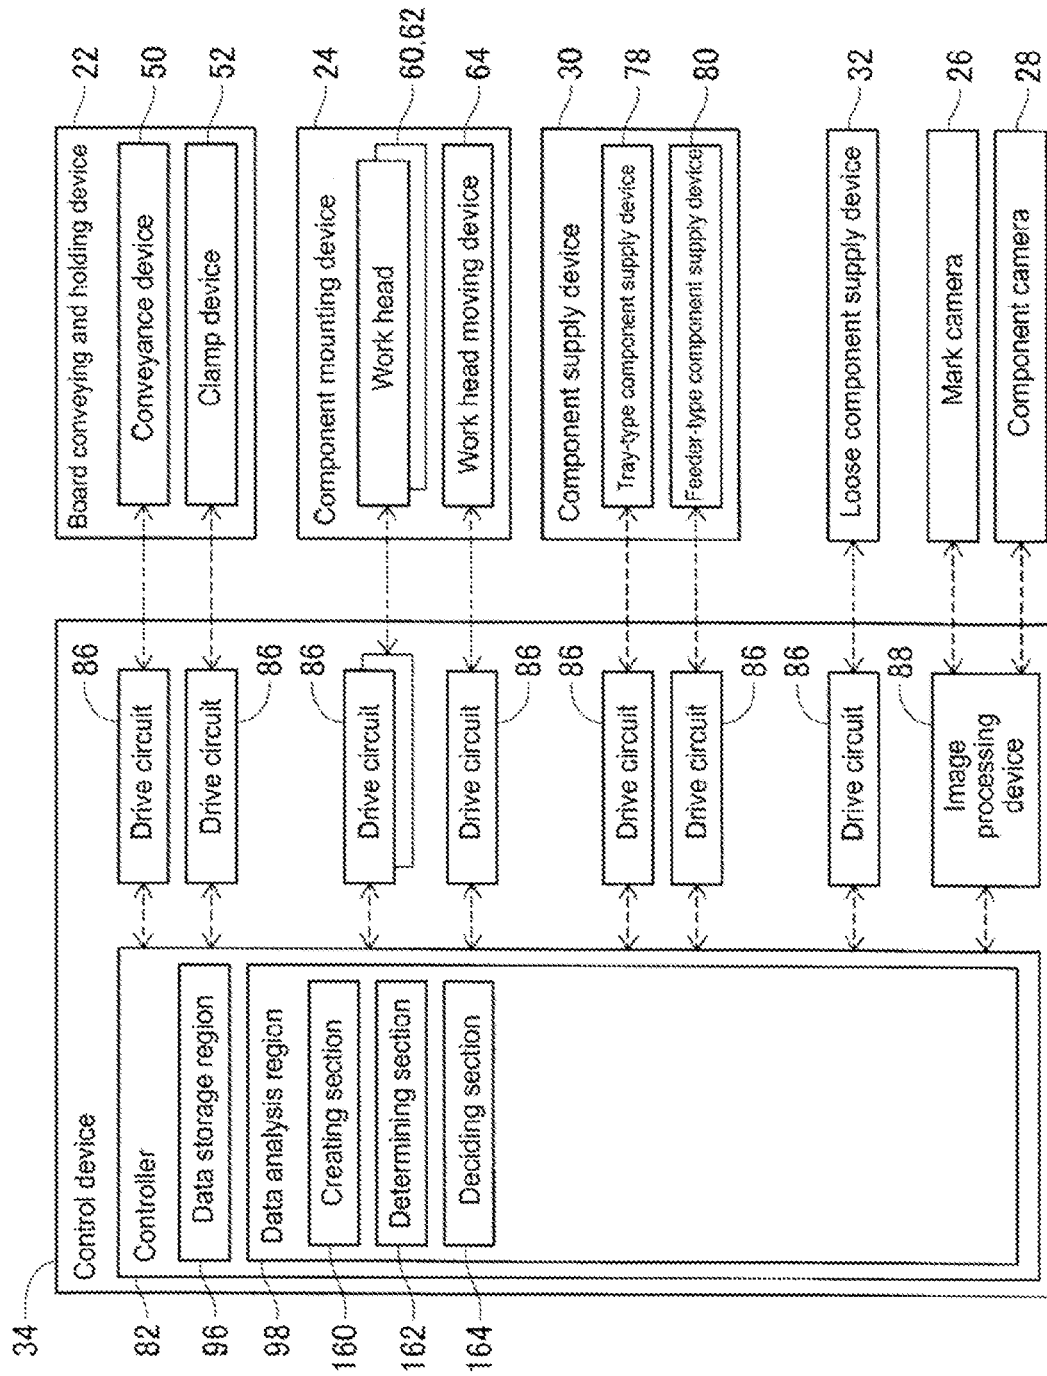 34
Control device
82
Controller
96
Data storage region
98
Data analysis region
160
Creating section
162
Determining section
164
Deciding section
86
Drive circuit
Drive circuit
86
86
Drive circuit
Drive circuit
86
86
Drive circuit
Drive circuit
86
86
Drive circuit
88
Image
processing
device
Board conveying and holding device
22
Conveyance device
50
Clamp device
52
Component mounting device
24
Work head
60,62
Work head moving device
64
Component supply device
30
Tray-type component supply device
78
Feeder-type component supply device
80
Loose component supply device
32
Mark camera
26
Component camera
28